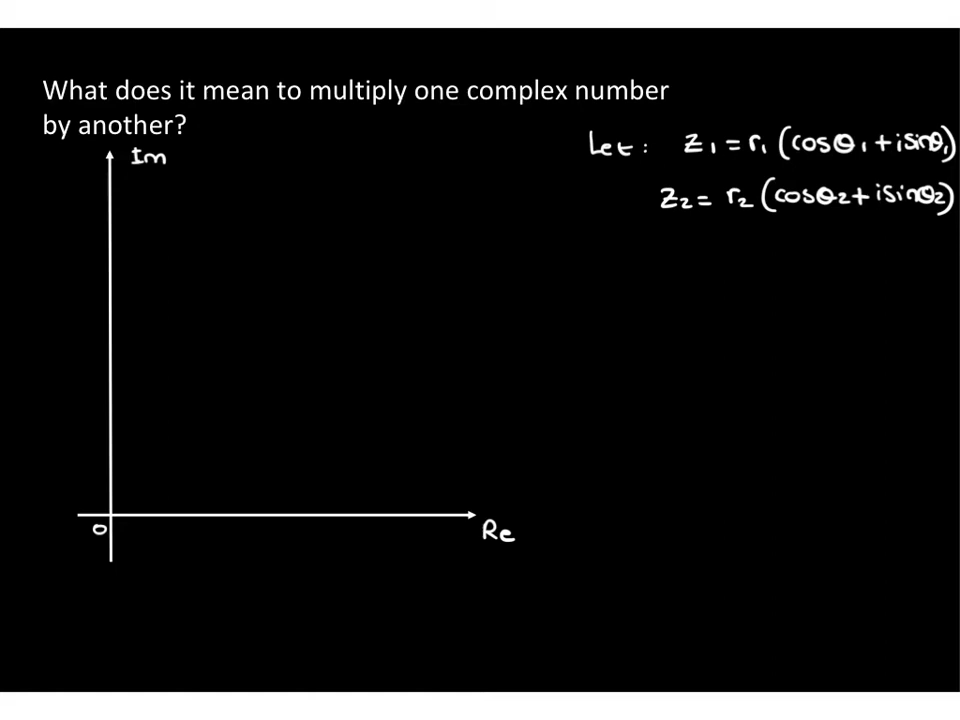 What does it mean to multiply one complex number
by another?
Let: z₁ = r₁ (cosθ₁ + isinθ₁)
z₂ = r₂ (cosθ₂ + isinθ₂)
Im
0
Re